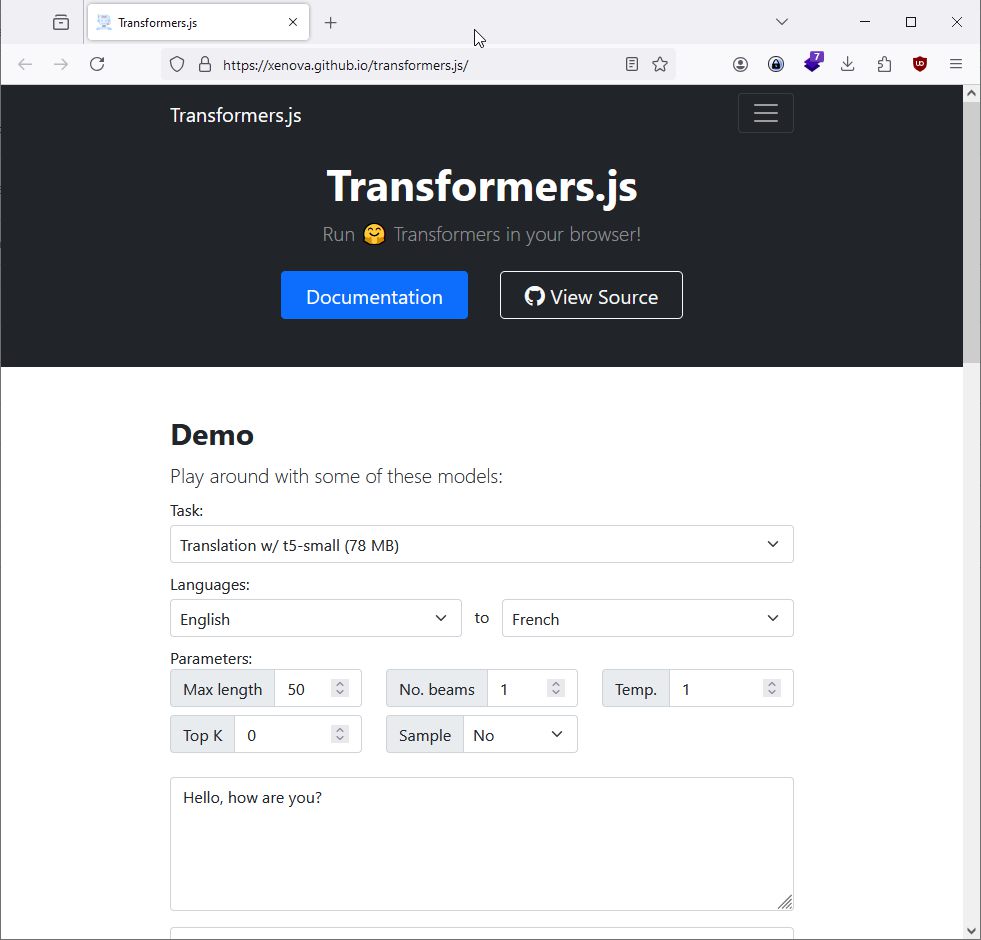 Transformers.js
https://xenova.github.io/transformers.js/
7
Transformers.js
Transformers.js
Run 🤗 Transformers in your browser!
Documentation
View Source
Demo
Play around with some of these models:
Task:
Translation w/ t5-small (78 MB)
Languages:
English to French
Parameters:
Max length 50 No. beams 1 Temp. 1
Top K 0 Sample No
Hello, how are you?